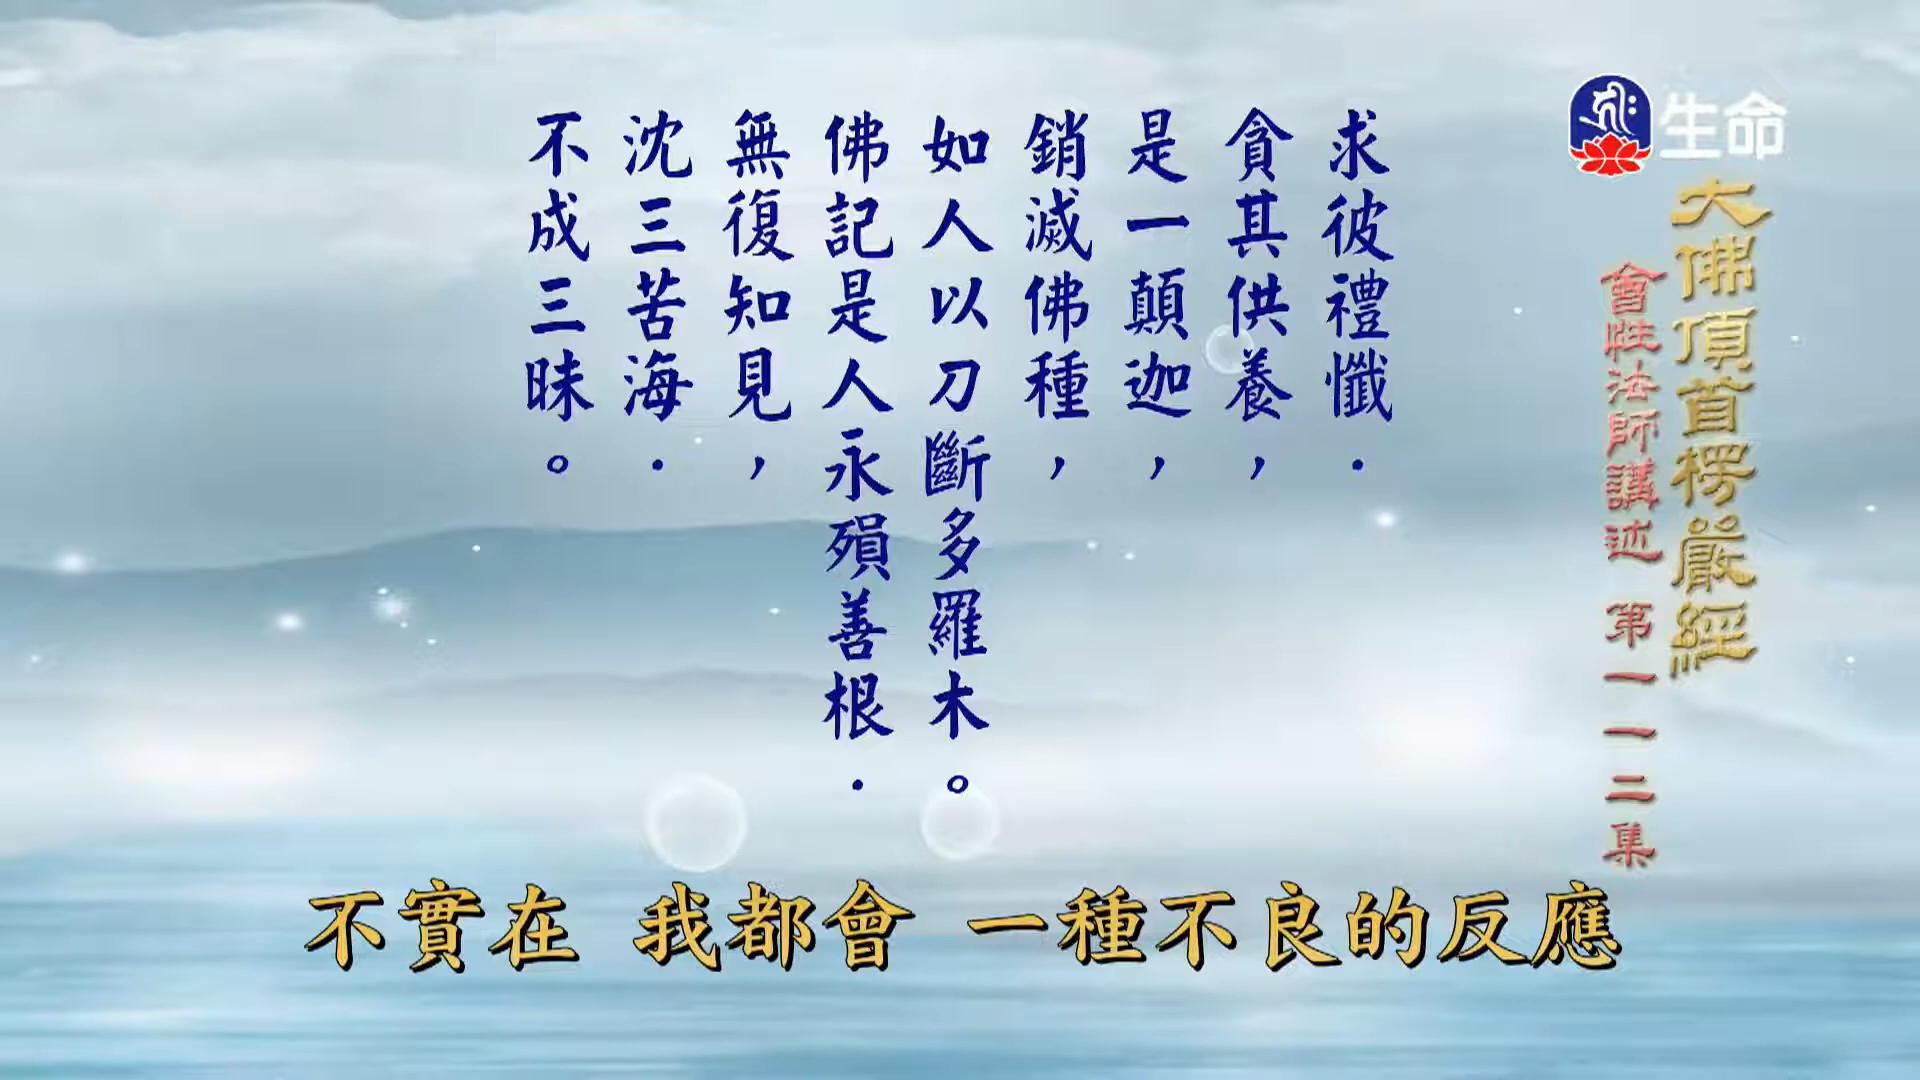 生命
大佛頂首楞嚴經
會性法師講述 第一一二集
求彼禮懺．
貪其供養，
是一顛迦，
銷滅佛種，
如人以刀斷多羅木。
佛記是人永殞善根．
無復知見，
沈三苦海．
不成三昧。
不實在 我都會 一種不良的反應